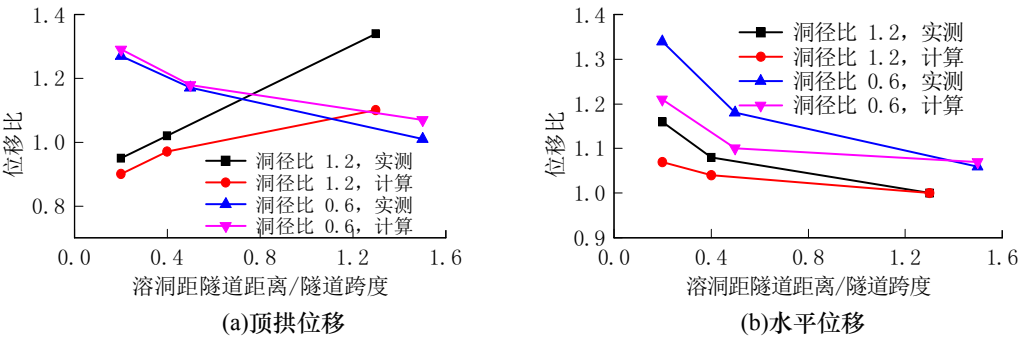 1.4
1.2
1.0
0.8
位移比
洞径比 1.2，实测
洞径比 1.2，计算
洞径比 0.6，实测
洞径比 0.6，计算
0.0 0.4 0.8 1.2 1.6
溶洞距隧道距离/隧道跨度
(a)顶拱位移
1.4
1.3
1.2
1.1
1.0
0.9
位移比
洞径比 1.2，实测
洞径比 1.2，计算
洞径比 0.6，实测
洞径比 0.6，计算
0.0 0.4 0.8 1.2 1.6
溶洞距隧道距离/隧道跨度
(b)水平位移